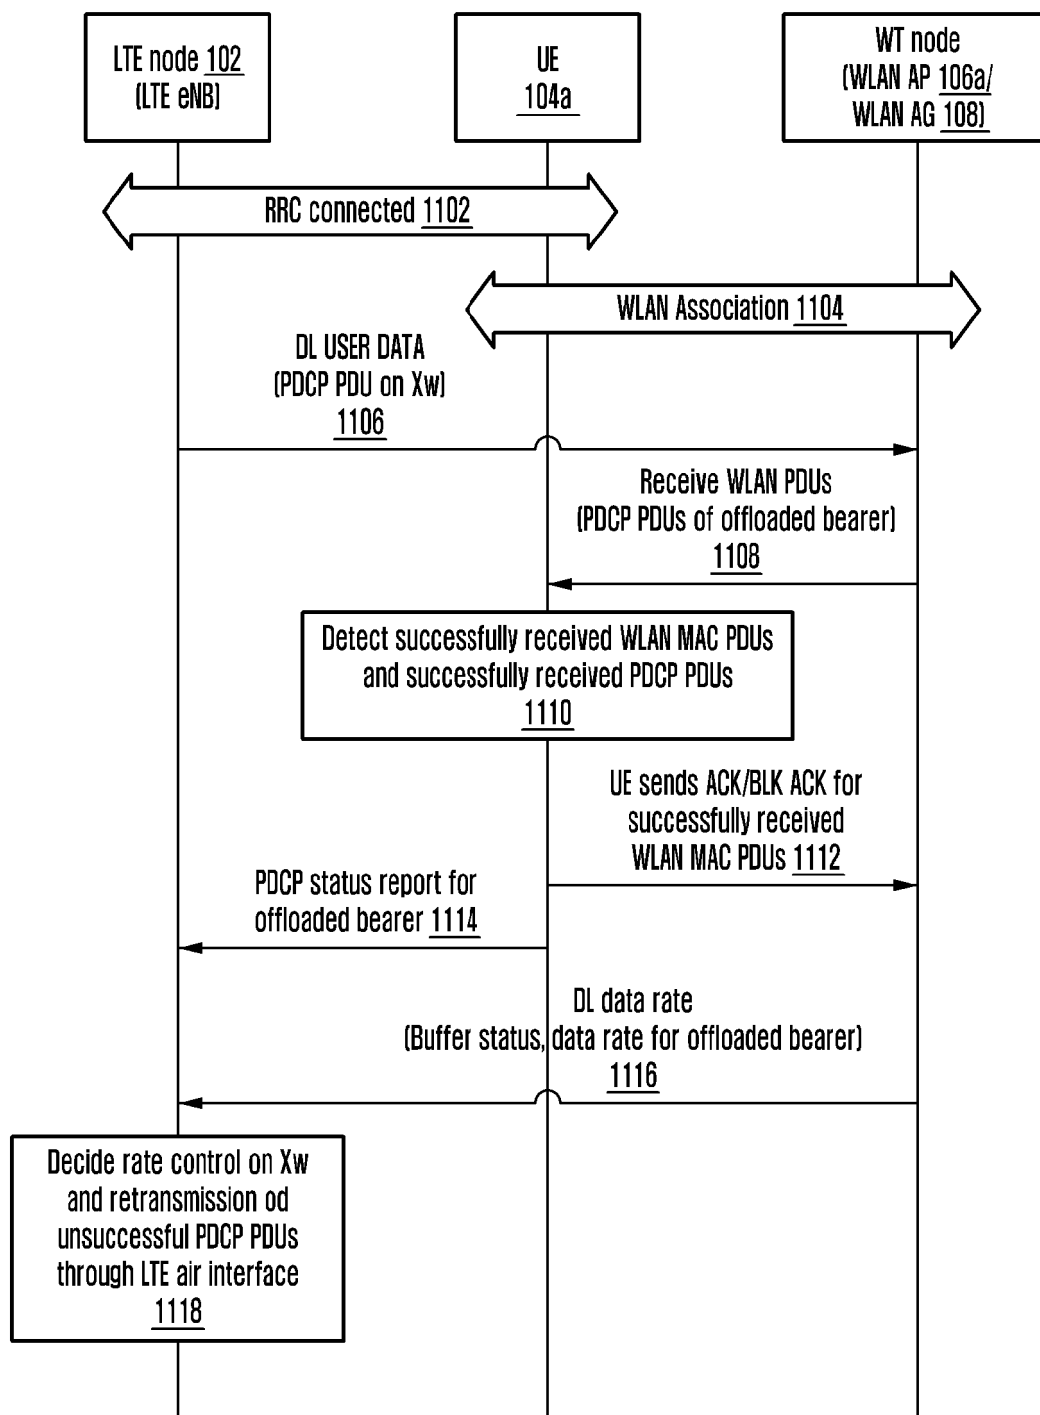 LTE node 102
(LTE eNB)
UE
104a
WT node
(WLAN AP 106a/
WLAN AG 108)
RRC connected 1102
WLAN Association 1104
DL USER DATA
(PDCP PDU on Xw)
1106
Receive WLAN PDUs
(PDCP PDUs of offloaded bearer)
1108
Detect successfully received WLAN MAC PDUs
and successfully received PDCP PDUs
1110
UE sends ACK/BLK ACK for
successfully received
WLAN MAC PDUs 1112
PDCP status report for
offloaded bearer 1114
DL data rate
(Buffer status, data rate for offloaded bearer)
1116
Decide rate control on Xw
and retransmission od
unsuccessful PDCP PDUs
through LTE air interface
1118